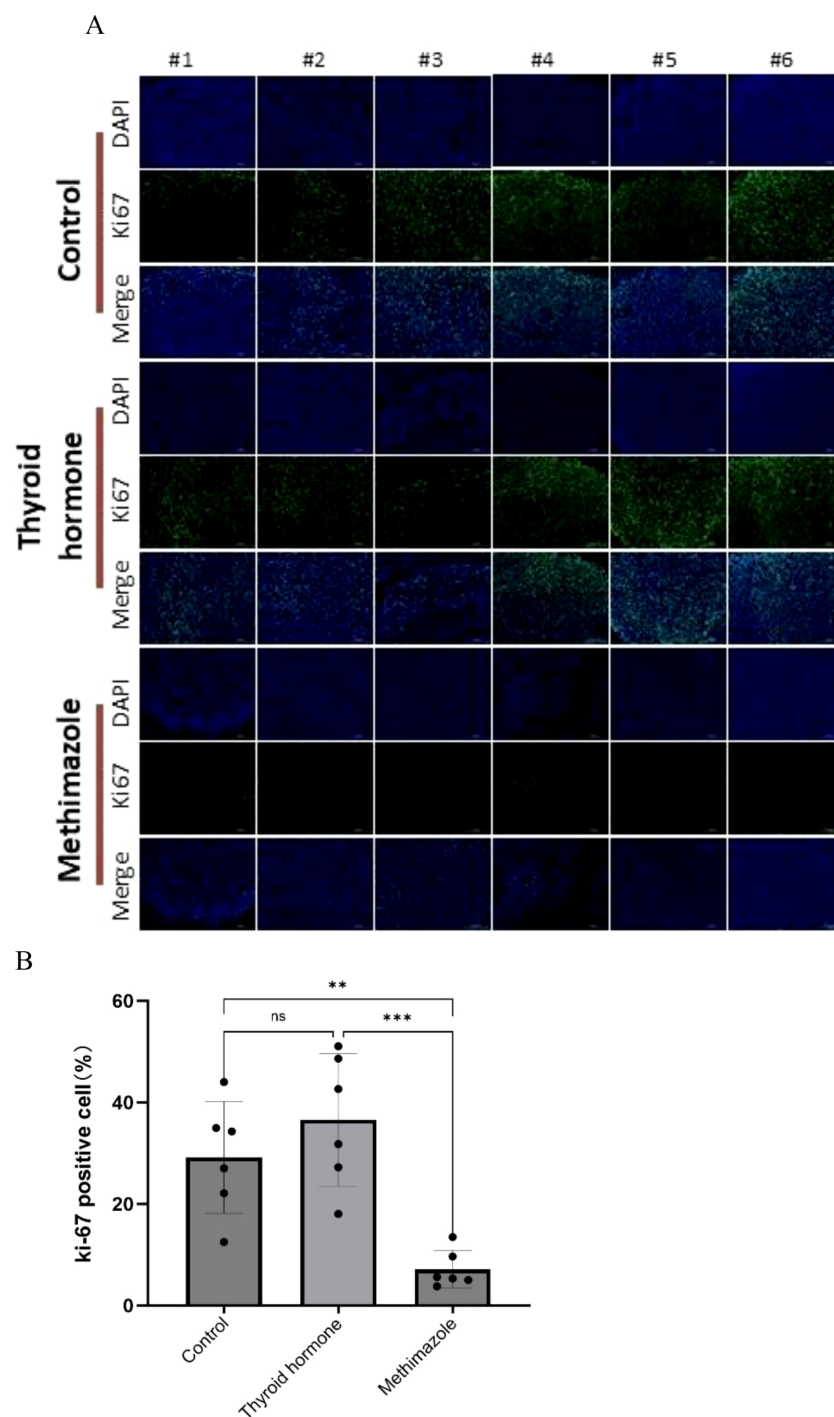 A
#1 #2 #3 #4 #5 #6
Control
DAPI
Ki67
Merge
Thyroid
hormone
DAPI
Ki67
Merge
Methimazole
DAPI
Ki67
Merge
B
**
ns
***
60
40
20
0
ki-67 positive cell(%)
Control
Thyroid hormone
Methimazole